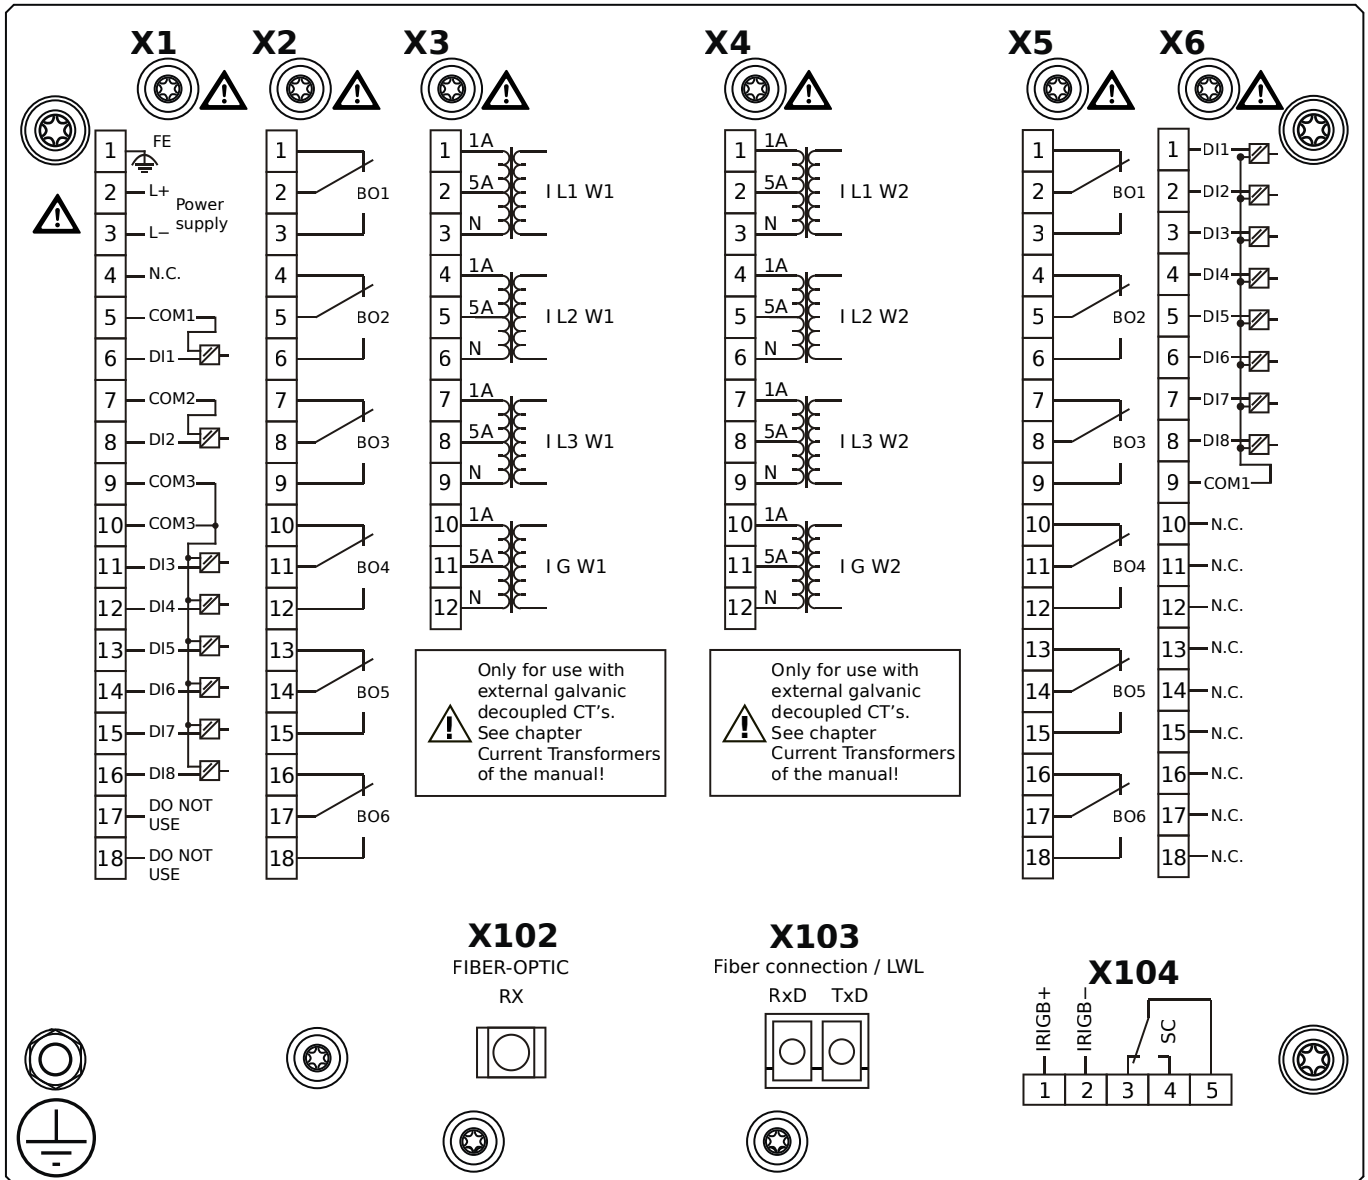 X1 X2 X3 X4 X5 X6
1 FE
2 L+
Power
supply
3 L−
4 N.C.
5 COM1
6 DI1
7 COM2
8 DI2
9 COM3
10 COM3
11 DI3
12 DI4
13 DI5
14 DI6
15 DI7
16 DI8
17 DO NOT
USE
18 DO NOT
USE
1
2 BO1
3
4
5 BO2
6
7
8 BO3
9
10
11 BO4
12
13
14 BO5
15
16
17 BO6
18
1 1A
2 5A I L1 W1
3 N
4 1A
5 5A I L2 W1
6 N
7 1A
8 5A I L3 W1
9 N
10 1A
11 5A I G W1
12 N
Only for use with
external galvanic
decoupled CT's.
See chapter
Current Transformers
of the manual!
1 1A
2 5A I L1 W2
3 N
4 1A
5 5A I L2 W2
6 N
7 1A
8 5A I L3 W2
9 N
10 1A
11 5A I G W2
12 N
Only for use with
external galvanic
decoupled CT's.
See chapter
Current Transformers
of the manual!
1
2 BO1
3
4
5 BO2
6
7
8 BO3
9
10
11 BO4
12
13
14 BO5
15
16
17 BO6
18
1 DI1
2 DI2
3 DI3
4 DI4
5 DI5
6 DI6
7 DI7
8 DI8
9 COM1
10 N.C.
11 N.C.
12 N.C.
13 N.C.
14 N.C.
15 N.C.
16 N.C.
17 N.C.
18 N.C.
X102
FIBER-OPTIC
RX
X103
Fiber connection / LWL
RxD TxD
X104
IRIGB+
IRIGB−
SC
1 2 3 4 5